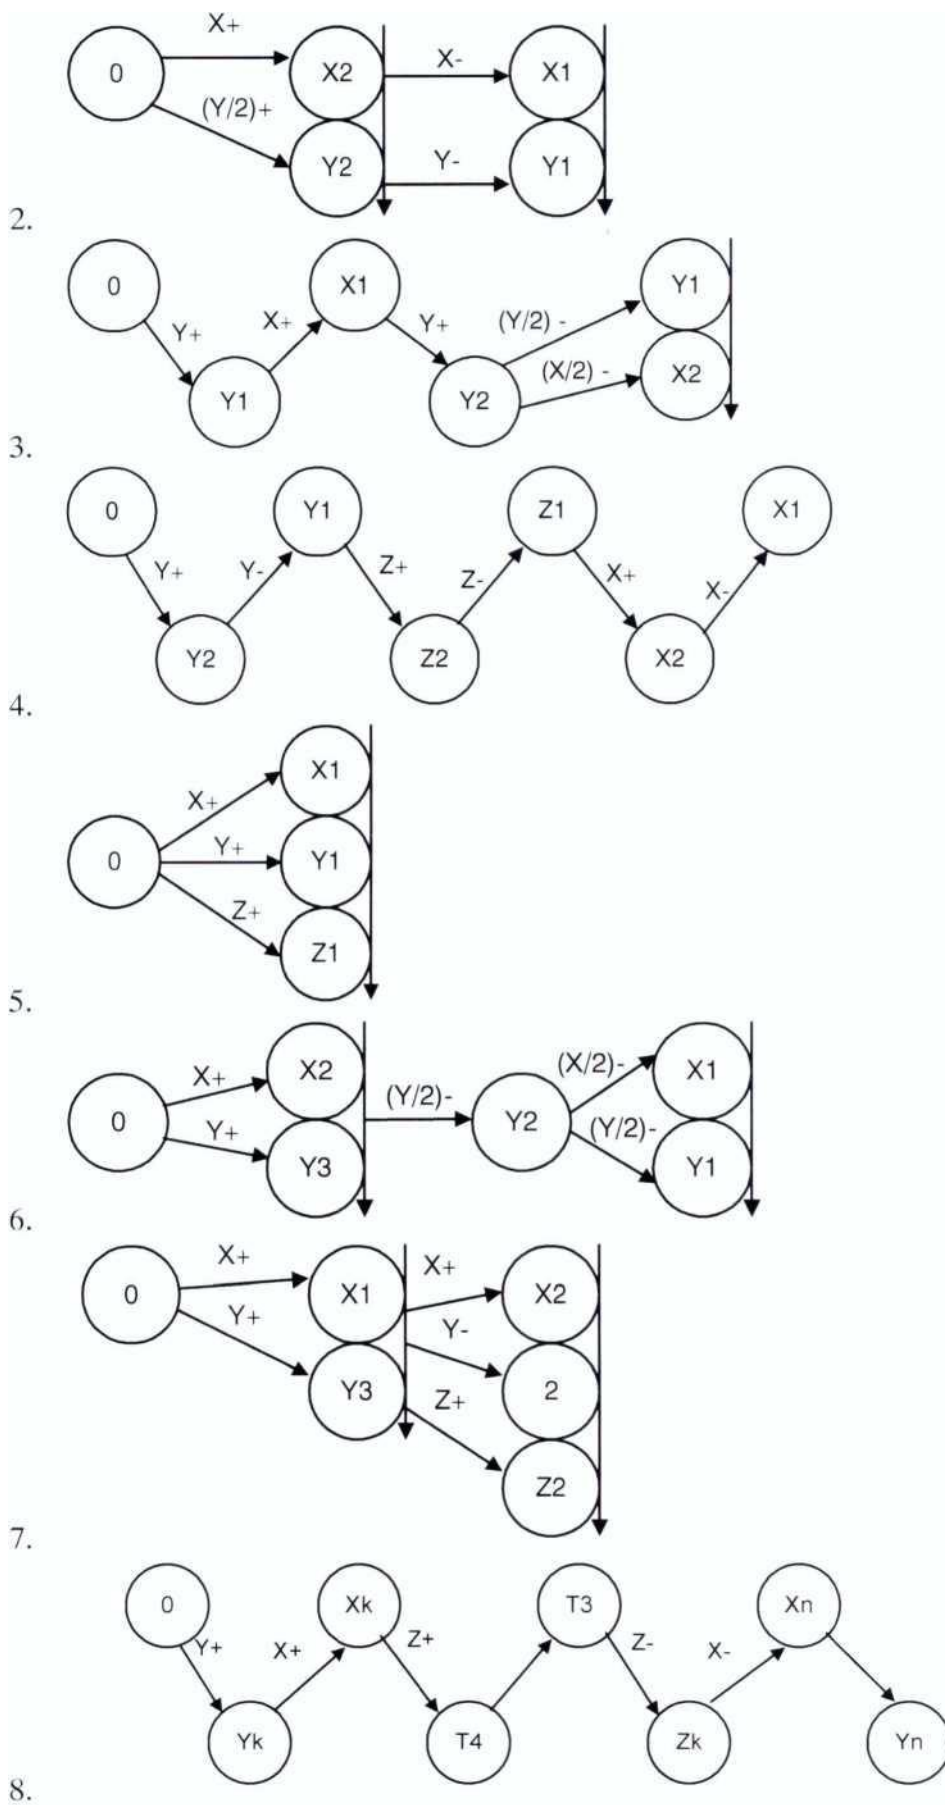 X+
0 X2 X- X1
(Y/2)+
Y2 Y- Y1
2.
0 X1 Y1
Y+ X+ Y+ (Y/2) -
(X/2) - X2
Y1 Y2
3.
0 Y1 Z1 X1
Y+ Y- Z+ Z- X+ X-
Y2 Z2 X2
4.
X1
X+
0 Y+ Y1
Z+
Z1
5.
X+ X2 (Y/2)- (X/2)- X1
0 Y2
Y+ Y3 (Y/2)- Y1
6.
X+ X+
0 X1 X2
Y+ Y-
Y3 Z+ 2
Z2
7.
0 Xk T3 Xn
Y+ X+ Z+ Z- X-
Yk T4 Zk Yn
8.